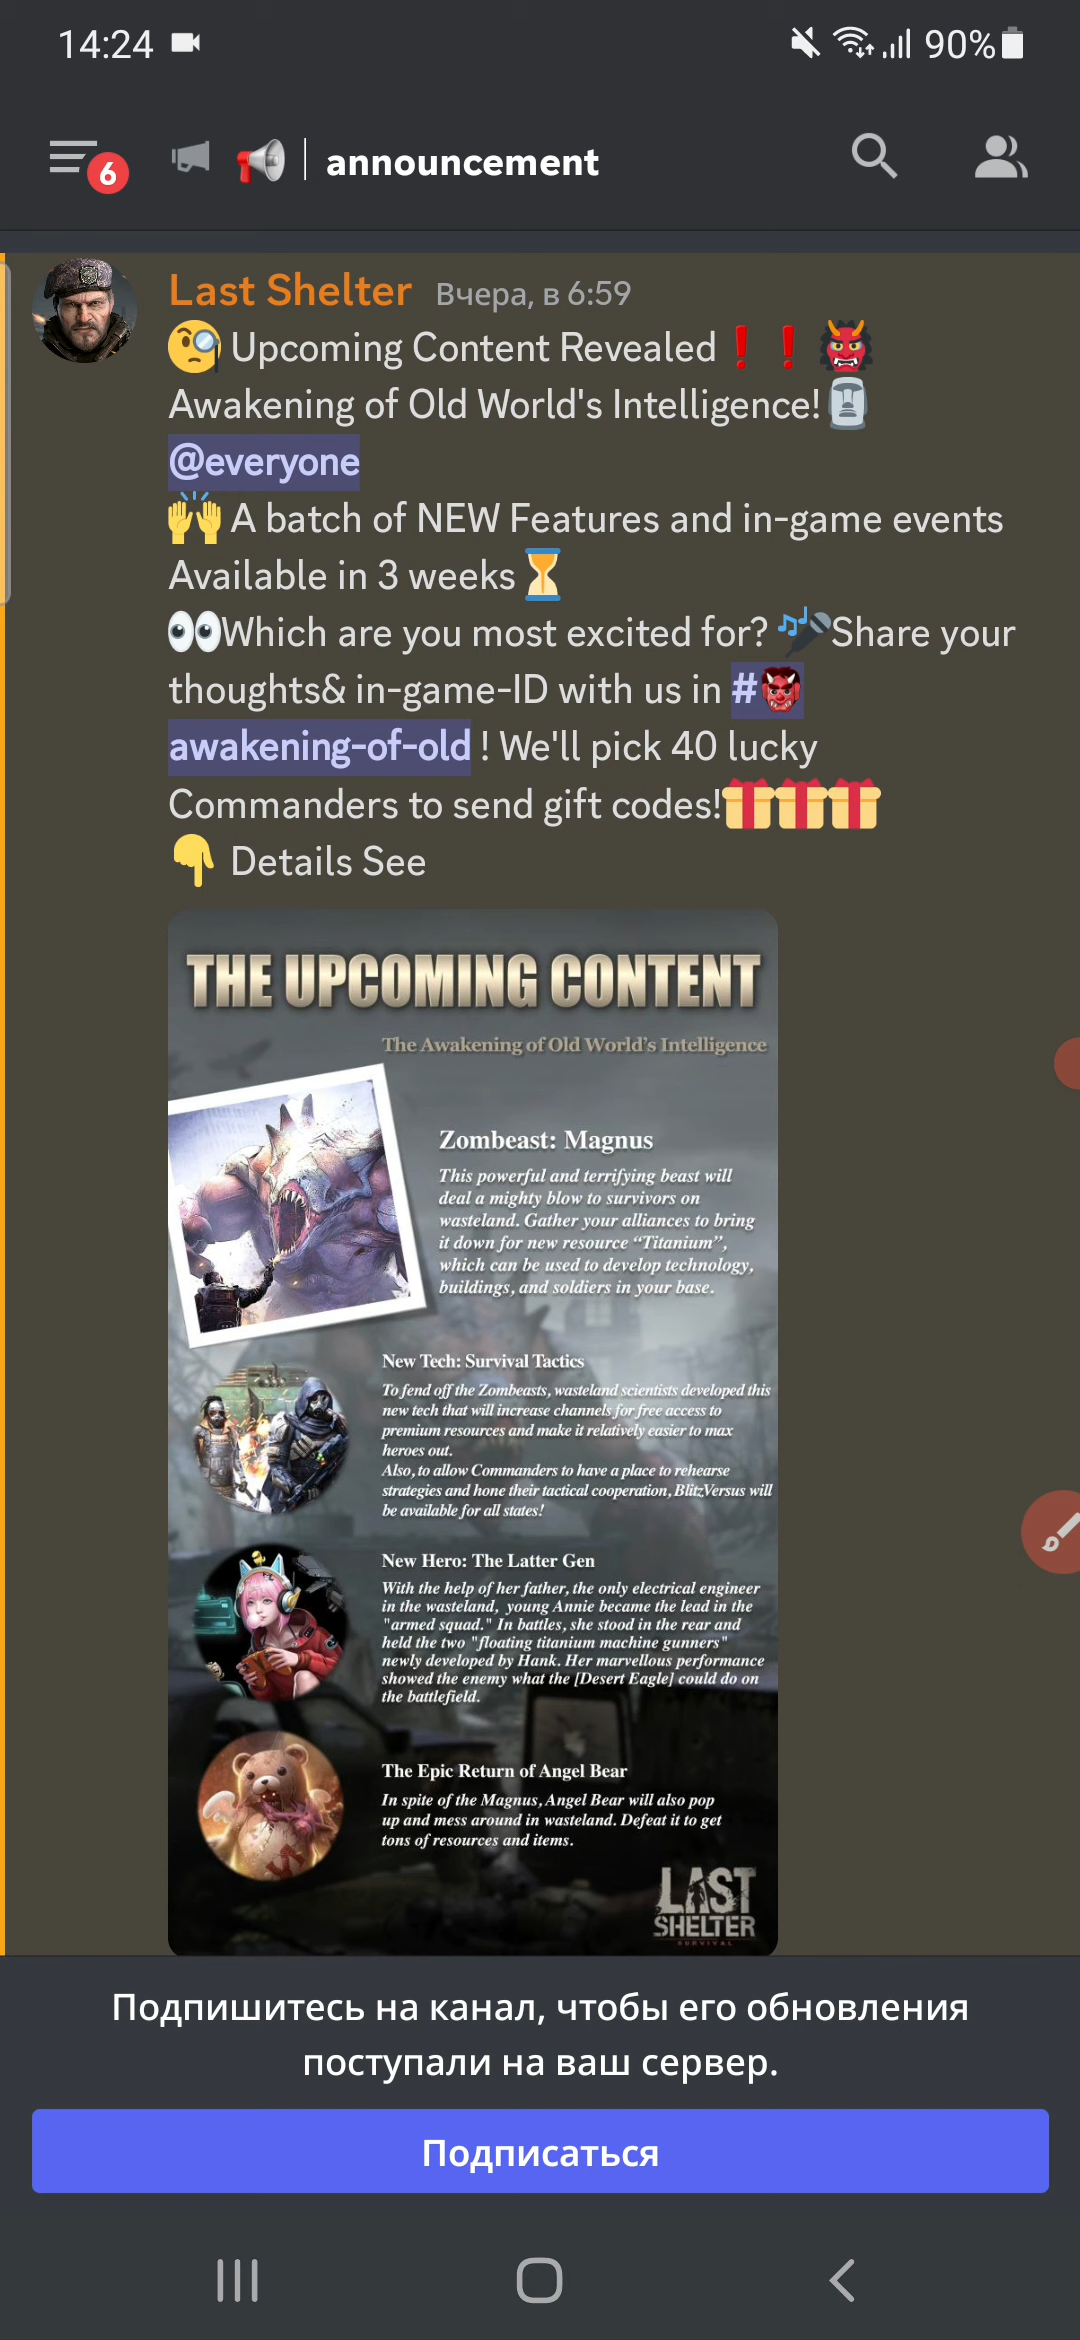 14:24
90%
6
announcement
Last Shelter Вчера, в 6:59
Upcoming Content Revealed❗❗
Awakening of Old World's Intelligence!
@everyone
A batch of NEW Features and in-game events
Available in 3 weeks
Which are you most excited for? Share your
thoughts& in-game-ID with us in #
awakening-of-old ! We'll pick 40 lucky
Commanders to send gift codes!
Details See
THE UPCOMING CONTENT
The Awakening of Old World's Intelligence
Zombeast: Magnus
This powerful and terrifying beast will
deal a mighty blow to survivors on
wasteland. Gather your alliances to bring
it down for new resource “Titanium”,
which can be used to develop technology,
buildings, and soldiers in your base.
New Tech: Survival Tactics
To fend off the Zombeasts, wasteland scientists developed this
new tech that will increase channels for free access to
premium resources and make it relatively easier to max
heroes out.
Also, to allow Commanders to have a place to rehearse
strategies and hone their tactical cooperation, BlitzVersus will
be available for all states!
New Hero: The Latter Gen
With the help of her father, the only electrical engineer
in the wasteland, young Annie became the lead in the
"armed squad." In battles, she stood in the rear and
held the two "floating titanium machine gunners"
newly developed by Hank. Her marvellous performance
showed the enemy what the [Desert Eagle] could do on
the battlefield.
The Epic Return of Angel Bear
In spite of the Magnus, Angel Bear will also pop
up and mess around in wasteland. Defeat it to get
tons of resources and items.
LAST
SHELTER
SURVIVAL
Подпишитесь на канал, чтобы его обновления
поступали на ваш сервер.
Подписаться